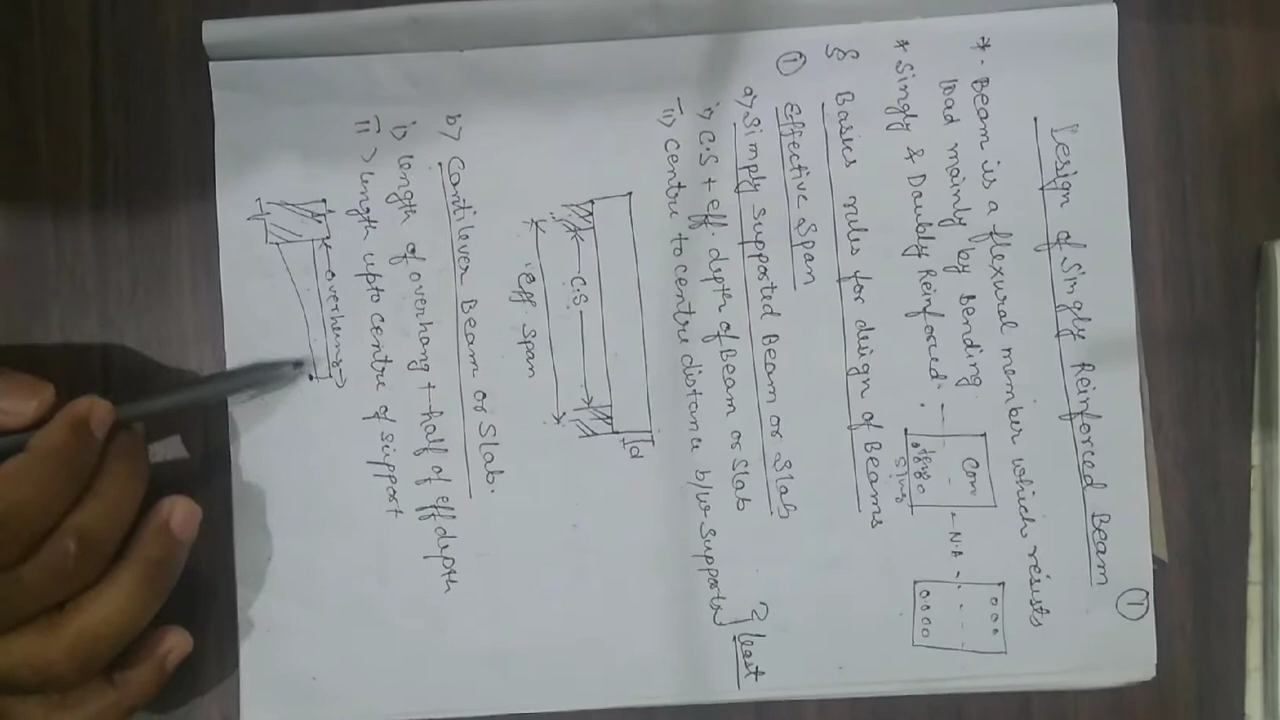 ①
Design of Singly Reinforced Beam
* - Beam is a flexural member which resists
load mainly by bending.
* Singly & Doubly Reinforced.
Com
← N.A
§ Basics rules for design of Beams
① Effective Span
a) Simply supported Beam or Slab
i) C.S + eff. depth of Beam or Slab
ii) Centre to centre distance b/w supports } least
d
C.S
eff. span
b) Cantilever Beam or Slab.
i) length of overhang + half of eff depth
ii) length upto centre of support
overhang